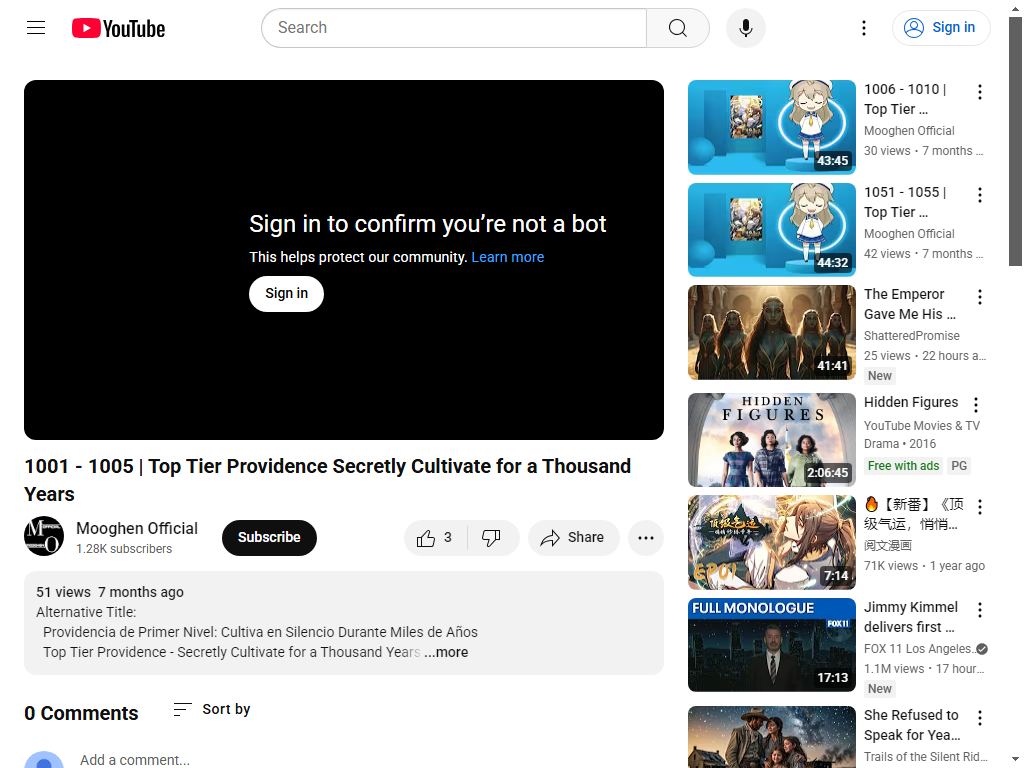 YouTube
Search
Sign in
Sign in to confirm you’re not a bot
This helps protect our community. Learn more
Sign in
1001 - 1005 | Top Tier Providence Secretly Cultivate for a Thousand
Years
Mooghen Official
1.28K subscribers
Subscribe
3
Share
51 views 7 months ago
Alternative Title:
Providencia de Primer Nivel: Cultiva en Silencio Durante Miles de Años
Top Tier Providence - Secretly Cultivate for a Thousand Years ...more
0 Comments
Sort by
Add a comment...
43:45
1006 - 1010 |
Top Tier ...
Mooghen Official
30 views • 7 months ...
44:32
1051 - 1055 |
Top Tier ...
Mooghen Official
42 views • 7 months ...
41:41
The Emperor
Gave Me His ...
ShatteredPromise
25 views • 22 hours a...
New
HIDDEN
FIGURES
2:06:45
Hidden Figures
YouTube Movies & TV
Drama • 2016
Free with ads PG
顶级气运
EP01
7:14
🔥【新番】《顶
级气运，悄悄...
阅文漫画
71K views • 1 year ago
FULL MONOLOGUE
FOX 11
17:13
Jimmy Kimmel
delivers first ...
FOX 11 Los Angeles...
1.1M views • 17 hour...
New
She Refused to
Speak for Yea...
Trails of the Silent Rid...